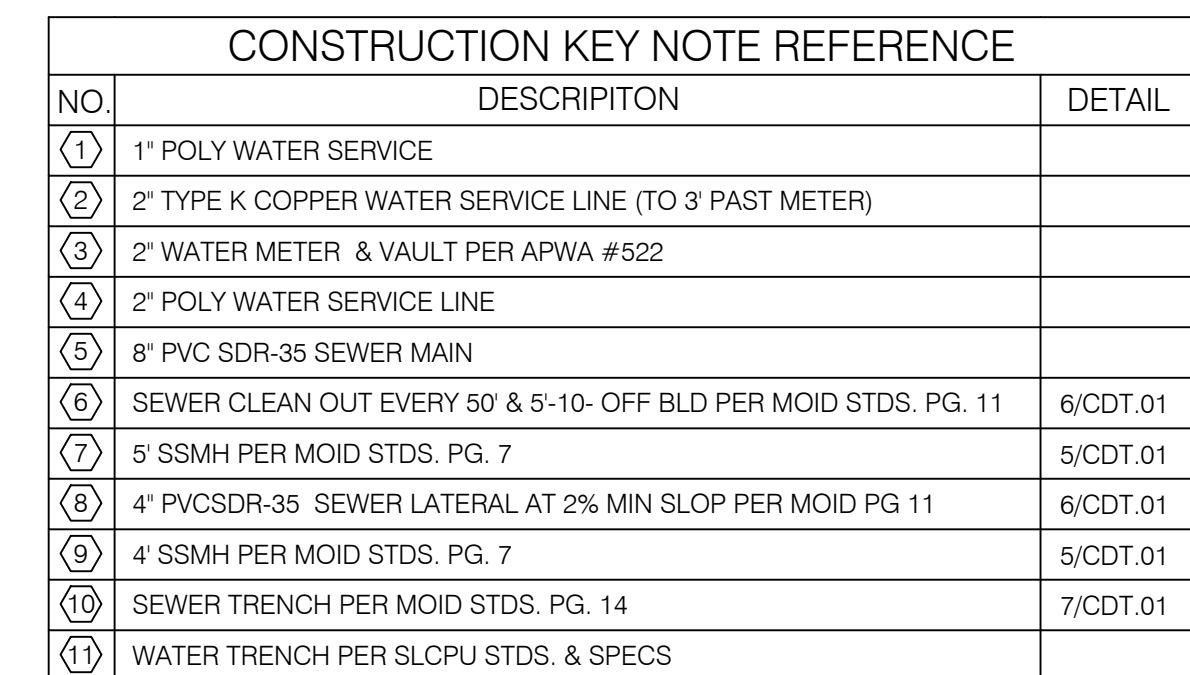 CONSTRUCTION KEY NOTE REFERENCE
NO. DESCRIPITON DETAIL
1 1" POLY WATER SERVICE
2 2" TYPE K COPPER WATER SERVICE LINE (TO 3' PAST METER)
3 2" WATER METER & VAULT PER APWA #522
4 2" POLY WATER SERVICE LINE
5 8" PVC SDR-35 SEWER MAIN
6 SEWER CLEAN OUT EVERY 50' & 5'-10- OFF BLD PER MOID STDS. PG. 11 6/CDT.01
7 5' SSMH PER MOID STDS. PG. 7 5/CDT.01
8 4" PVCSDR-35 SEWER LATERAL AT 2% MIN SLOP PER MOID PG 11 6/CDT.01
9 4' SSMH PER MOID STDS. PG. 7 5/CDT.01
10 SEWER TRENCH PER MOID STDS. PG. 14 7/CDT.01
11 WATER TRENCH PER SLCPU STDS. & SPECS